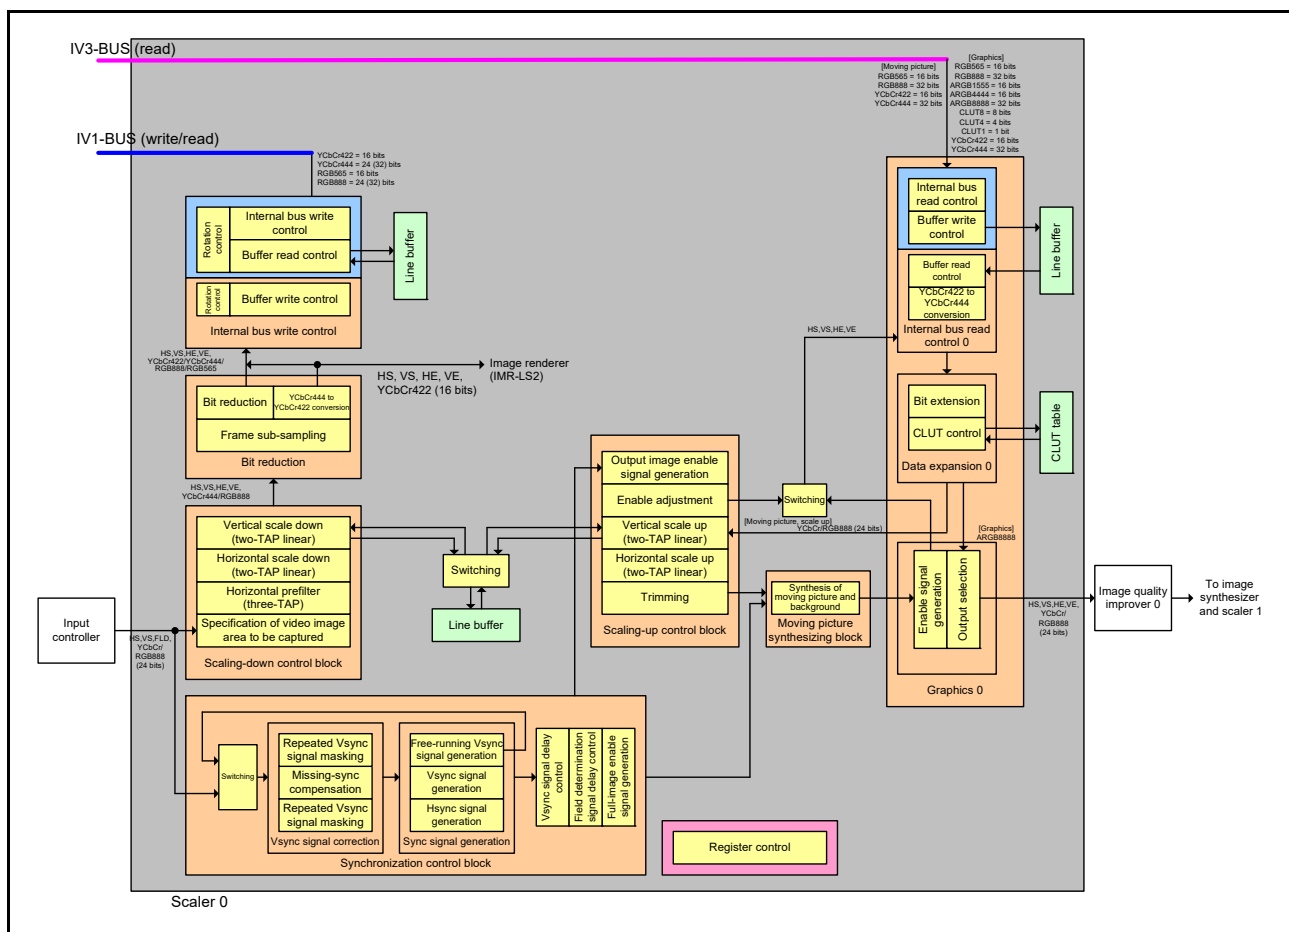 IV3-BUS (read)
[Moving picture]
RGB565 = 16 bits
RGB888 = 32 bits
YCbCr422 = 16 bits
YCbCr444 = 32 bits
[Graphics]
RGB565 = 16 bits
RGB888 = 32 bits
ARGB1555 = 16 bits
ARGB4444 = 16 bits
ARGB8888 = 32 bits
CLUT8 = 8 bits
CLUT4 = 4 bits
CLUT1 = 1 bit
YCbCr422 = 16 bits
YCbCr444 = 32 bits
IV1-BUS (write/read)
YCbCr422 = 16 bits
YCbCr444 = 24 (32) bits
RGB565 = 16 bits
RGB888 = 24 (32) bits
Rotation
control
Internal bus write
control
Buffer read control
Line buffer
Rotation
control
Buffer write control
Internal bus write control
Internal bus
read control
Buffer write
control
Line buffer
Buffer read
control
YCbCr422 to
YCbCr444
conversion
Internal bus read
control 0
HS,VS,HE,VE
HS,VS,HE,VE,
YCbCr422/YCbCr444/
RGB888/RGB565
Image renderer
(IMR-LS2)
HS, VS, HE, VE,
YCbCr422 (16 bits)
Bit reduction
YCbCr444 to
YCbCr422 conversion
Frame sub-sampling
Bit reduction
Bit extension
CLUT control
CLUT table
Data expansion 0
HS,VS,HE,VE,
YCbCr444/RGB888
Output image enable
signal generation
Enable adjustment
Vertical scale up
(two-TAP linear)
Horizontal scale up
(two-TAP linear)
Trimming
Scaling-up control block
Switching
[Moving picture, scale up]
YCbCr/RGB888 (24 bits)
[Graphics]
ARGB8888
Vertical scale down
(two-TAP linear)
Horizontal scale down
(two-TAP linear)
Horizontal prefilter
(three-TAP)
Specification of video image
area to be captured
Scaling-down control block
Switching
Line buffer
Synthesis of
moving picture and
background
Moving picture
synthesizing block
Enable signal
generation
Output selection
Graphics 0
HS,VS,HE,VE,
YCbCr/
RGB888
(24 bits)
Image quality
improver 0
To image
synthesizer
and scaler 1
Input
controller
HS,VS,FLD,
YCbCr/
RGB888
(24 bits)
Switching
Repeated Vsync
signal masking
Missing-sync
compensation
Repeated Vsync
signal masking
Vsync signal correction
Free-running Vsync
signal generation
Vsync signal
generation
Hsync signal
generation
Sync signal generation
Vsync signal delay
control
Field determination
signal delay control
Full-image enable
signal generation
Synchronization control block
Register control
Scaler 0